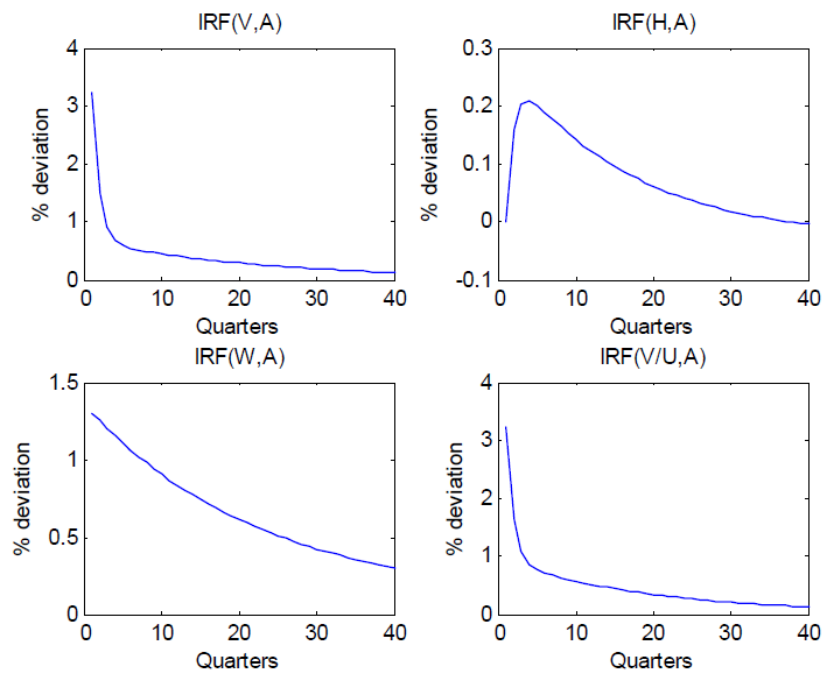 IRF(V,A)
4
3
2
1
0
% deviation
0 10 20 30 40
Quarters
IRF(H,A)
0.3
0.2
0.1
0
-0.1
% deviation
0 10 20 30 40
Quarters
IRF(W,A)
1.5
1
0.5
0
% deviation
0 10 20 30 40
Quarters
IRF(V/U,A)
4
3
2
1
0
% deviation
0 10 20 30 40
Quarters